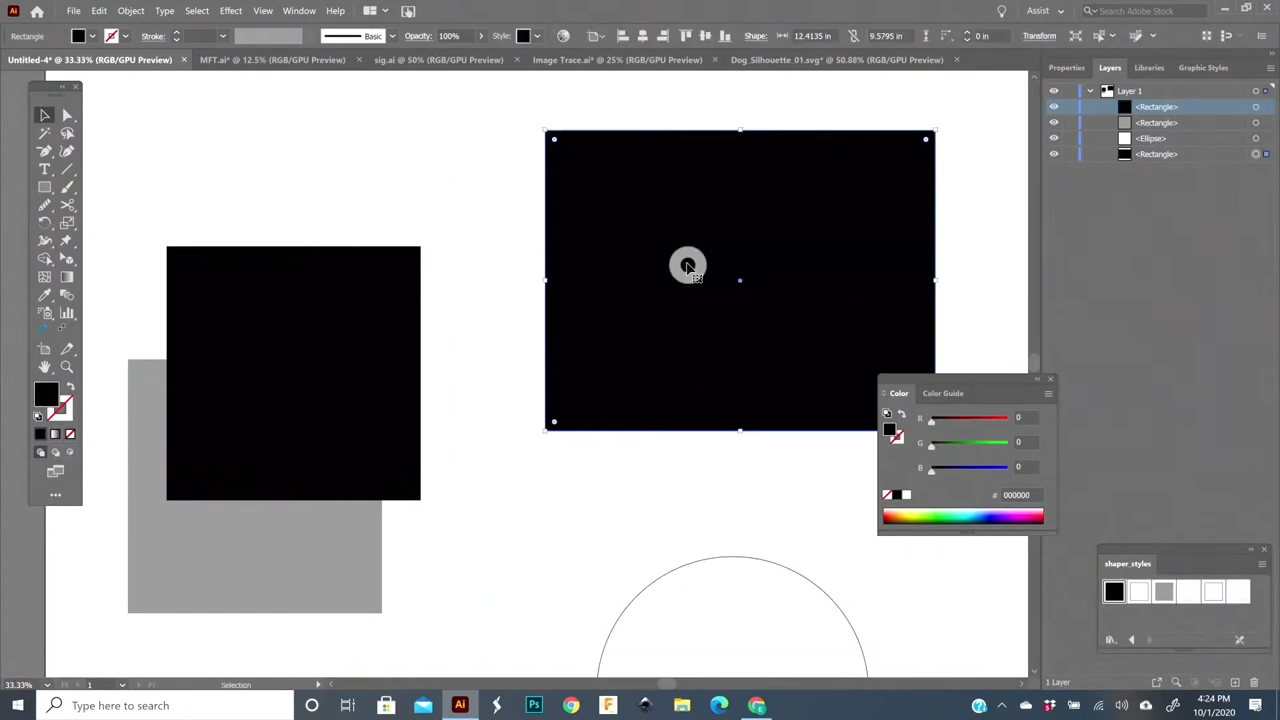 Ai File Edit Object Type Select Effect View Window Help Assist Search Adobe Stock
Rectangle Stroke: Basic Opacity: 100% Style: Shape: 12.4135 in 9.5795 in 0 in Transform
Untitled-4* @ 33.33% (RGB/GPU Preview) MFT.ai* @ 12.5% (RGB/GPU Preview) sig.ai @ 50% (RGB/GPU Preview) Image Trace.ai* @ 25% (RGB/GPU Preview) Dog_Silhouette_01.svg* @ 50.88% (RGB/GPU Preview)
Properties Layers Libraries Graphic Styles
Layer 1
<Rectangle>
<Rectangle>
<Ellipse>
<Rectangle>
Color Color Guide
R 0
G 0
B 0
# 000000
shaper_styles
33.33% 1 Selection 1 Layer
Type here to search Ai Ps 4:24 PM
10/1/2020